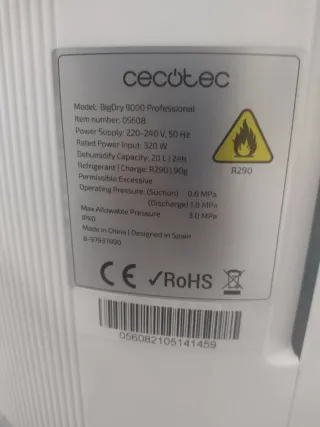 cecotec
Model: BigDry 9000 Professional
Item number: 05608
Power Supply: 220-240 V, 50 Hz
Rated Power Input: 320 W
Dehumidify Capacity: 20 L / 24h
Refrigerant | Charge: R290 | 90g
Permissible Excessive
Operating Pressure: (Suction) 0.6 MPa
(Discharge) 1.8 MPa
Max Allowable Pressure 3.0 MPa
IPX0
Made in China | Designed in Spain
R290
CE ✓RoHS
056082105141459